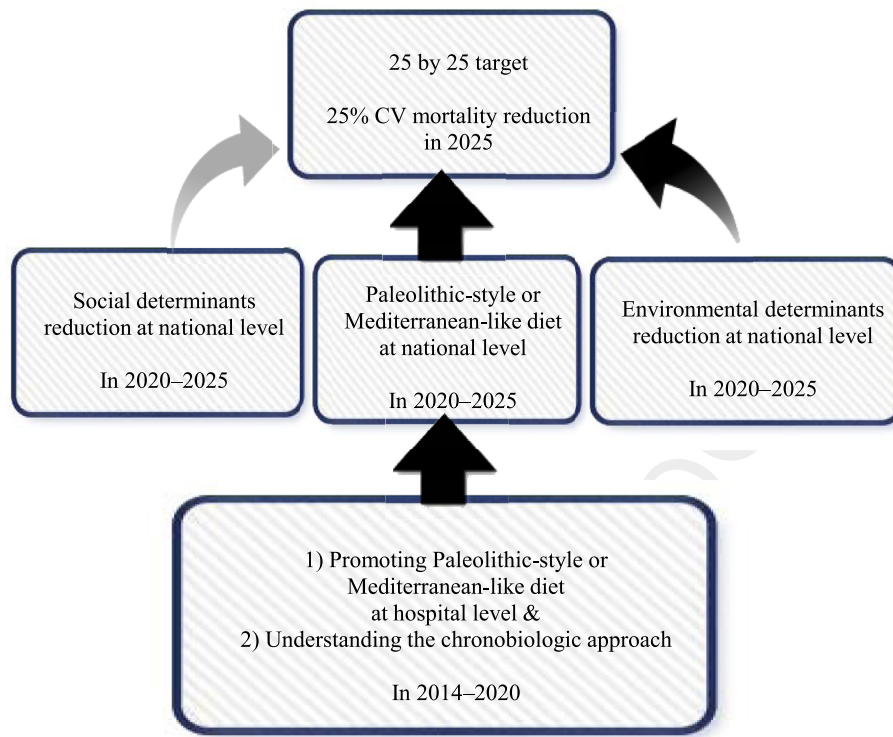 25 by 25 target
25% CV mortality reduction
in 2025
Social determinants
reduction at national level
In 2020–2025
Paleolithic-style or
Mediterranean-like diet
at national level
In 2020–2025
Environmental determinants
reduction at national level
In 2020–2025
1) Promoting Paleolithic-style or
Mediterranean-like diet
at hospital level &
2) Understanding the chronobiologic approach
In 2014–2020